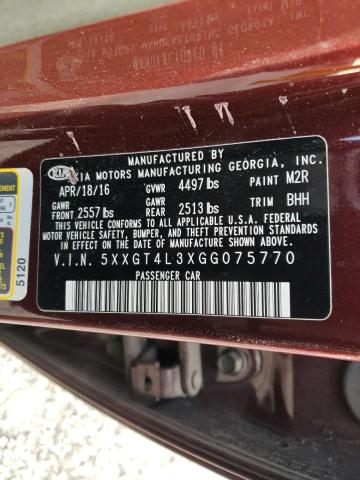 MANUFACTURED BY
KIA KIA MOTORS MANUFACTURING GEORGIA, INC.
APR/18/16 GVWR 4497 lbs PAINT M2R
GAWR FRONT 2557 lbs GAWR REAR 2513 lbs TRIM BHH
THIS VEHICLE CONFORMS TO ALL APPLICABLE U.S.A. FEDERAL
MOTOR VEHICLE SAFETY, BUMPER, AND THEFT PREVENTION STANDARDS
IN EFFECT ON THE DATE OF MANUFACTURE SHOWN ABOVE.
V.I.N. 5XXGT4L3XGG075770
PASSENGER CAR
5120